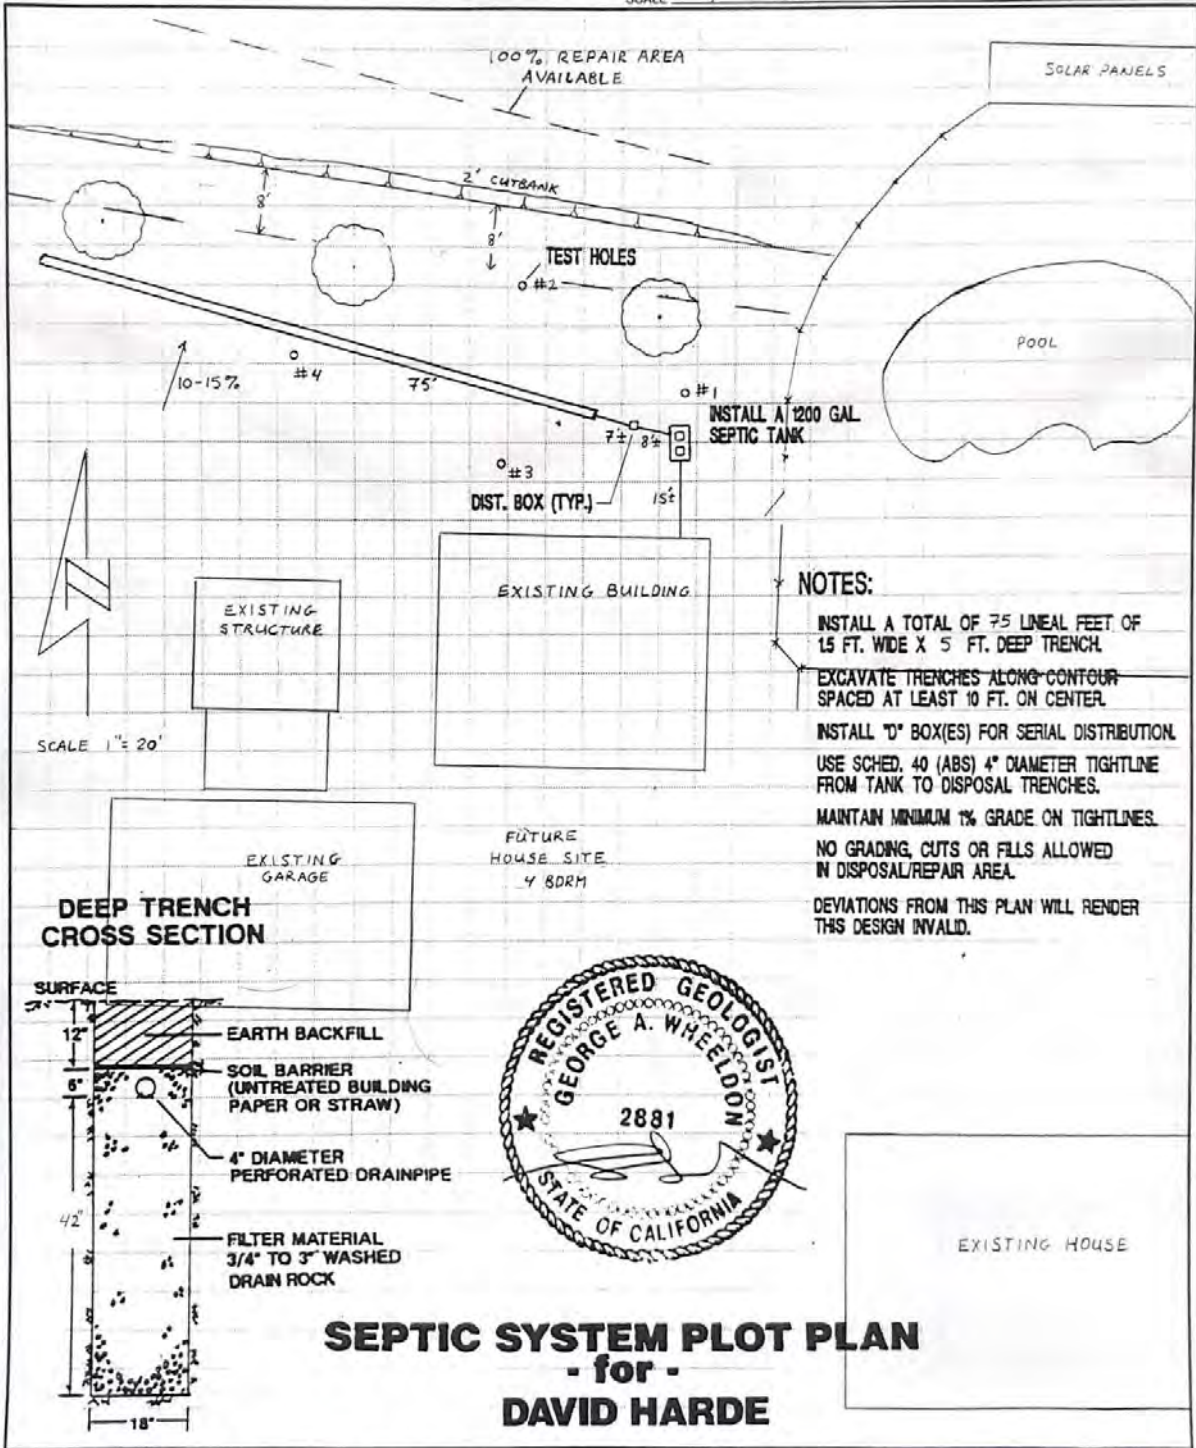 100% REPAIR AREA
AVAILABLE
SOLAR PANELS
2' CUTBANK
8'
8'
TEST HOLES
#2
POOL
10-15%
#4
75'
#1
INSTALL A 1200 GAL.
SEPTIC TANK
7'±
8'±
#3
DIST. BOX (TYP.)
15'±
EXISTING BUILDING
EXISTING
STRUCTURE
N
SCALE 1"= 20'
NOTES:
INSTALL A TOTAL OF 75 LINEAL FEET OF
1.5 FT. WIDE X 5 FT. DEEP TRENCH.
EXCAVATE TRENCHES ALONG CONTOUR
SPACED AT LEAST 10 FT. ON CENTER.
INSTALL "D" BOX(ES) FOR SERIAL DISTRIBUTION.
USE SCHED. 40 (ABS) 4" DIAMETER TIGHTLINE
FROM TANK TO DISPOSAL TRENCHES.
MAINTAIN MINIMUM 1% GRADE ON TIGHTLINES.
NO GRADING, CUTS OR FILLS ALLOWED
IN DISPOSAL/REPAIR AREA.
DEVIATIONS FROM THIS PLAN WILL RENDER
THIS DESIGN INVALID.
EXISTING
GARAGE
FUTURE
HOUSE SITE
4 BDRM
DEEP TRENCH
CROSS SECTION
SURFACE
12"
EARTH BACKFILL
6"
SOIL BARRIER
(UNTREATED BUILDING
PAPER OR STRAW)
4" DIAMETER
PERFORATED DRAINPIPE
42"
FILTER MATERIAL
3/4" TO 3" WASHED
DRAIN ROCK
18"
REGISTERED GEOLOGIST
GEORGE A. WHEELDON
2881
STATE OF CALIFORNIA
EXISTING HOUSE
SEPTIC SYSTEM PLOT PLAN
- for -
DAVID HARDE